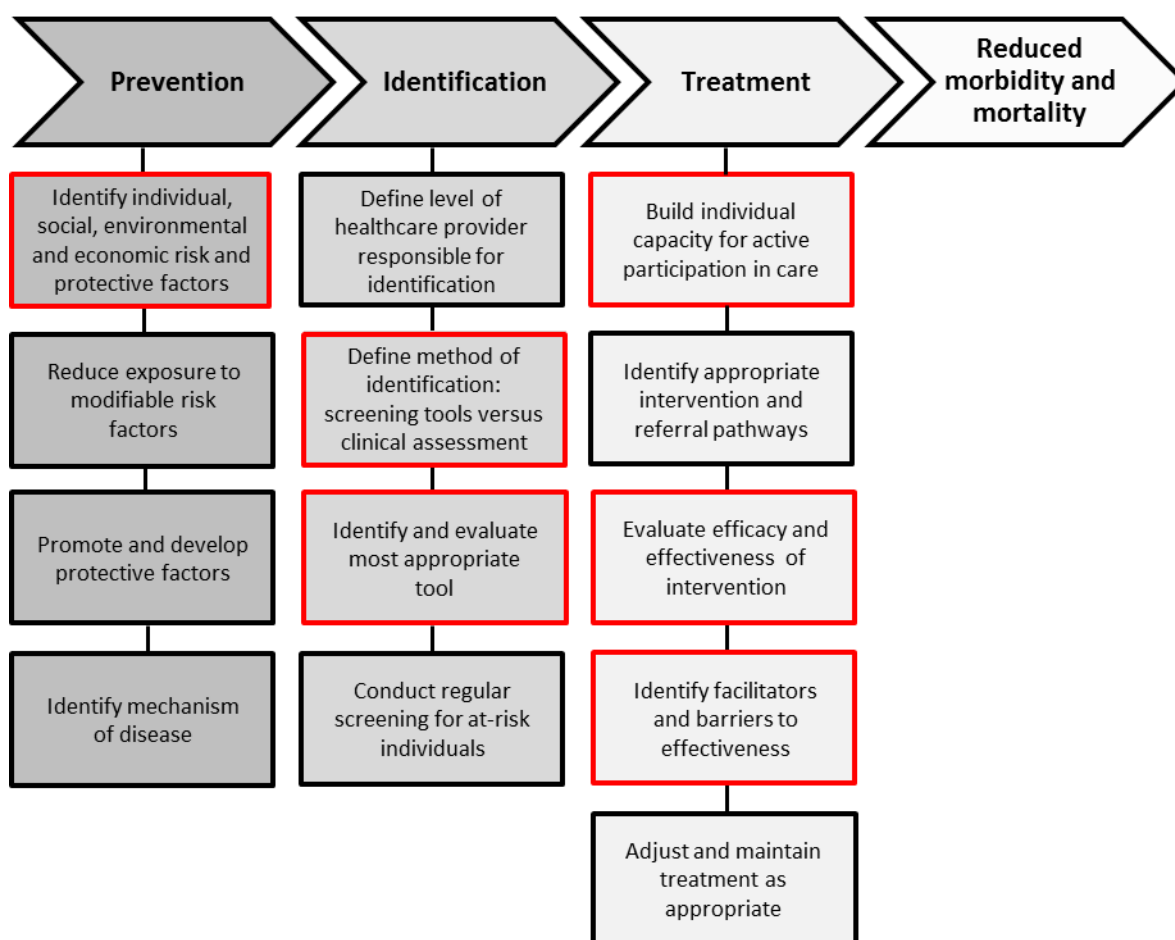 Prevention
Identification
Treatment
Reduced
morbidity and
mortality
Identify individual,
social, environmental
and economic risk and
protective factors
Reduce exposure to
modifiable risk
factors
Promote and develop
protective factors
Identify mechanism
of disease
Define level of
healthcare provider
responsible for
identification
Define method of
identification:
screening tools versus
clinical assessment
Identify and evaluate
most appropriate
tool
Conduct regular
screening for at-risk
individuals
Build individual
capacity for active
participation in care
Identify appropriate
intervention and
referral pathways
Evaluate efficacy and
effectiveness of
intervention
Identify facilitators
and barriers to
effectiveness
Adjust and maintain
treatment as
appropriate